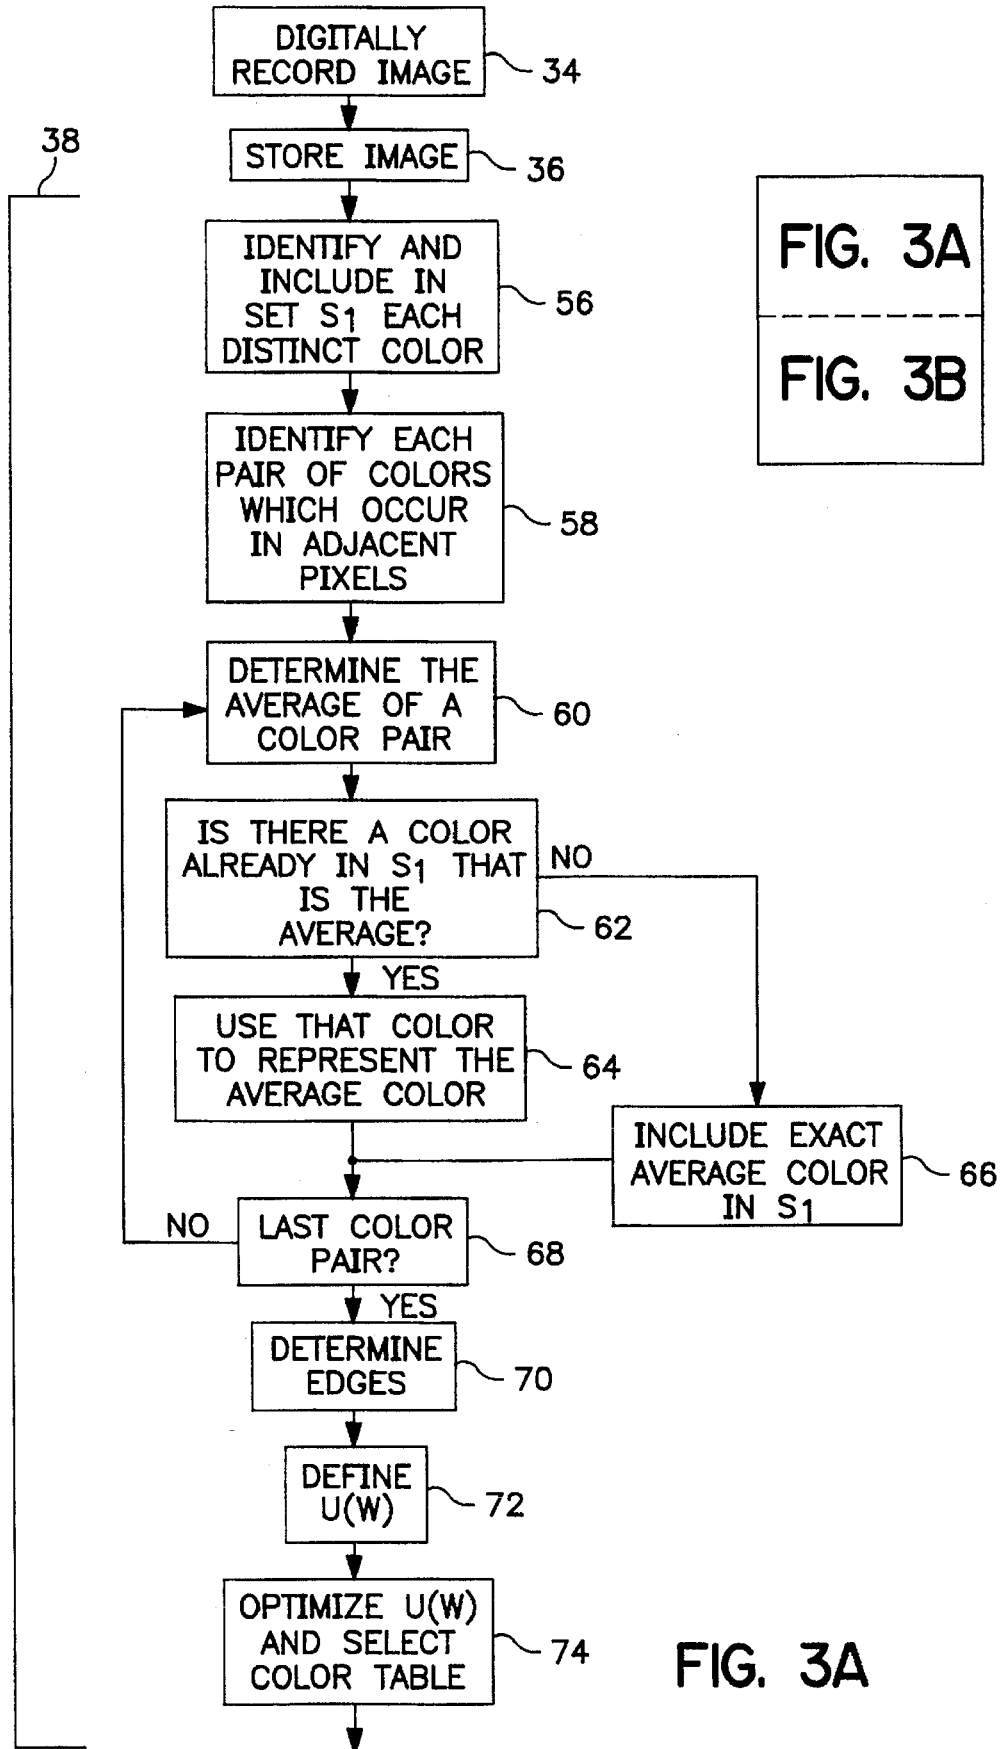 DIGITALLY
RECORD IMAGE
34
STORE IMAGE
36
38
IDENTIFY AND
INCLUDE IN
SET S1 EACH
DISTINCT COLOR
56
FIG. 3A
FIG. 3B
IDENTIFY EACH
PAIR OF COLORS
WHICH OCCUR
IN ADJACENT
PIXELS
58
DETERMINE THE
AVERAGE OF A
COLOR PAIR
60
IS THERE A COLOR
ALREADY IN S1 THAT
IS THE
AVERAGE?
62
NO
YES
USE THAT COLOR
TO REPRESENT THE
AVERAGE COLOR
64
INCLUDE EXACT
AVERAGE COLOR
IN S1
66
LAST COLOR
PAIR?
68
NO
YES
DETERMINE
EDGES
70
DEFINE
U(W)
72
OPTIMIZE U(W)
AND SELECT
COLOR TABLE
74
FIG. 3A